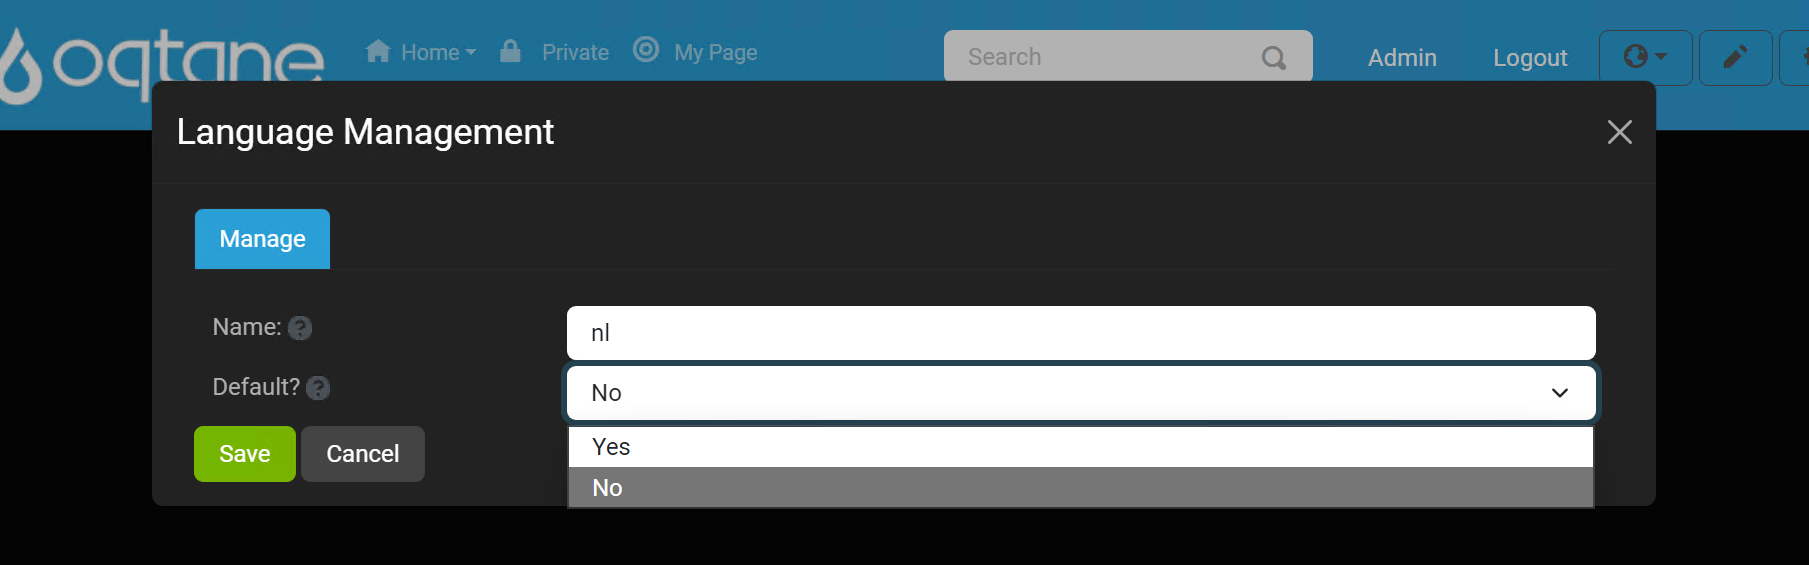 oqtane
Home
Private
My Page
Search
Admin
Logout
Language Management
Manage
Name: ?
nl
Default? ?
No
Save
Cancel
Yes
No